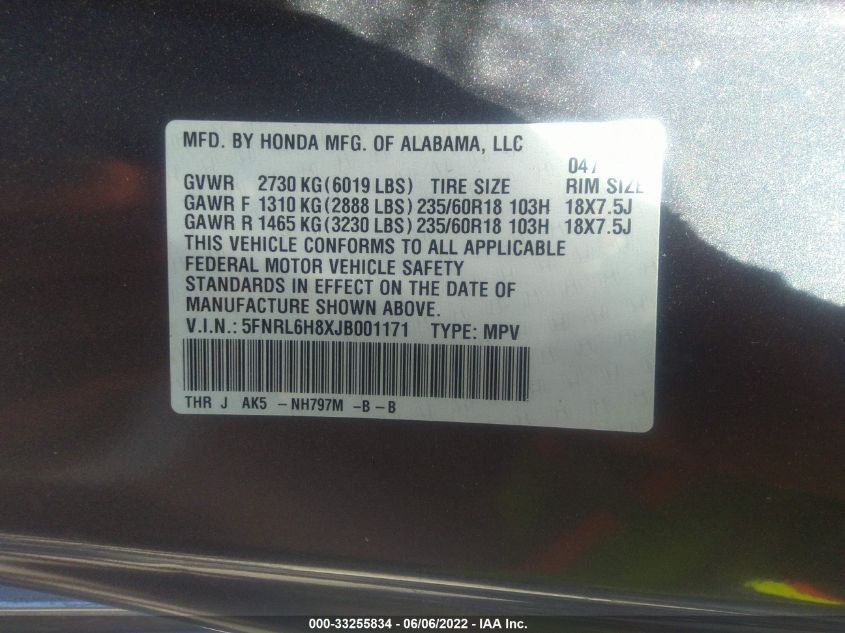 MFD. BY HONDA MFG. OF ALABAMA, LLC
04/
GVWR 2730 KG(6019 LBS) TIRE SIZE RIM SIZE
GAWR F 1310 KG(2888 LBS) 235/60R18 103H 18X7.5J
GAWR R 1465 KG(3230 LBS) 235/60R18 103H 18X7.5J
THIS VEHICLE CONFORMS TO ALL APPLICABLE
FEDERAL MOTOR VEHICLE SAFETY
STANDARDS IN EFFECT ON THE DATE OF
MANUFACTURE SHOWN ABOVE.
V.I.N.: 5FNRL6H8XJB001171 TYPE: MPV
THR J AK5 - NH797M -B - B
000-33255834 - 06/06/2022 - IAA Inc.